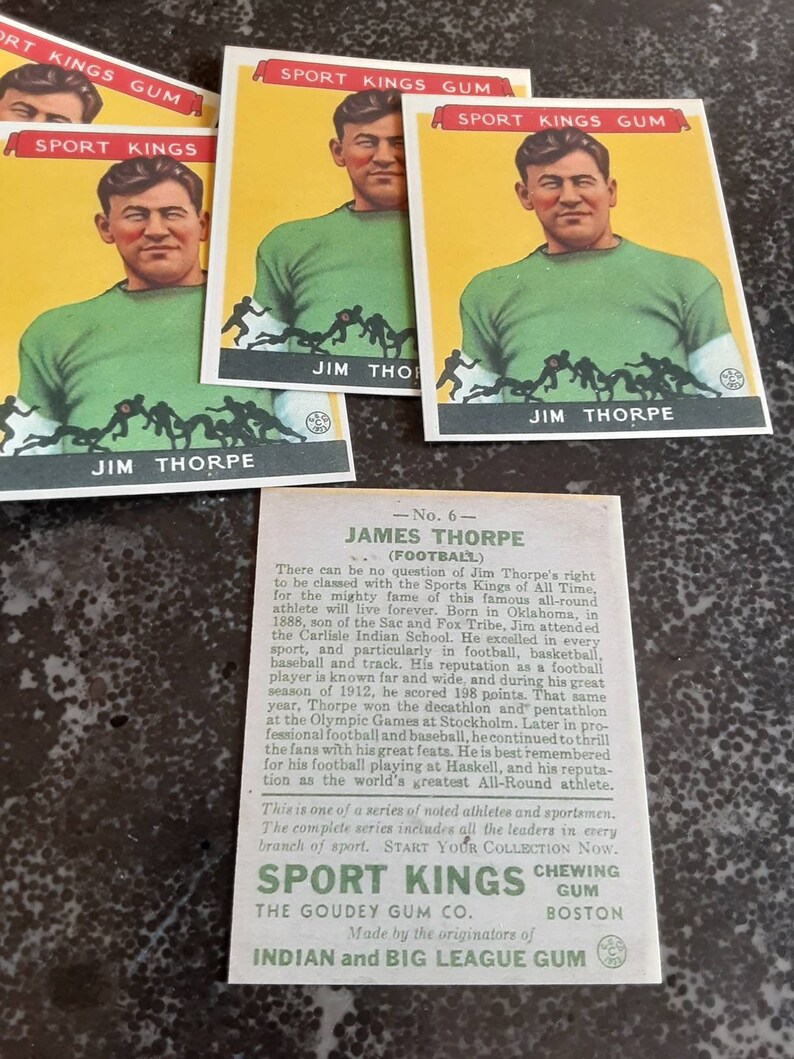 ORT KINGS GUM
SPORT KINGS
JIM THORPE
SPORT KINGS GUM
JIM THOR
SPORT KINGS GUM
JIM THORPE
— No. 6 —
JAMES THORPE
(FOOTBALL)
There can be no question of Jim Thorpe's right
to be classed with the Sports Kings of All Time,
for the mighty fame of this famous all-round
athlete will live forever. Born in Oklahoma, in
1888, son of the Sac and Fox Tribe, Jim attended
the Carlisle Indian School. He excelled in every
sport, and particularly in football, basketball,
baseball and track. His reputation as a football
player is known far and wide, and during his great
season of 1912, he scored 198 points. That same
year, Thorpe won the decathlon and pentathlon
at the Olympic Games at Stockholm. Later in pro-
fessional football and baseball, he continued to thrill
the fans with his great feats. He is best remembered
for his football playing at Haskell, and his reputa-
tion as the world's greatest All-Round athlete.
This is one of a series of noted athletes and sportsmen.
The complete series includes all the leaders in every
branch of sport. START YOUR COLLECTION NOW.
SPORT KINGS CHEWING GUM
THE GOUDEY GUM CO. BOSTON
Made by the originators of
INDIAN and BIG LEAGUE GUM